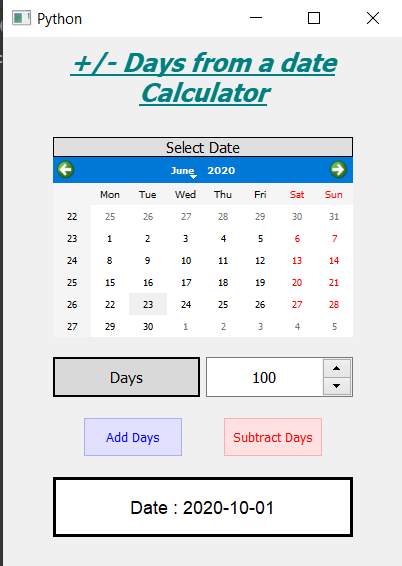 Python
+/- Days from a date
Calculator
Select Date
June 2020
Mon Tue Wed Thu Fri Sat Sun
22 25 26 27 28 29 30 31
23 1 2 3 4 5 6 7
24 8 9 10 11 12 13 14
25 15 16 17 18 19 20 21
26 22 23 24 25 26 27 28
27 29 30 1 2 3 4 5
Days 100
Add Days Subtract Days
Date : 2020-10-01